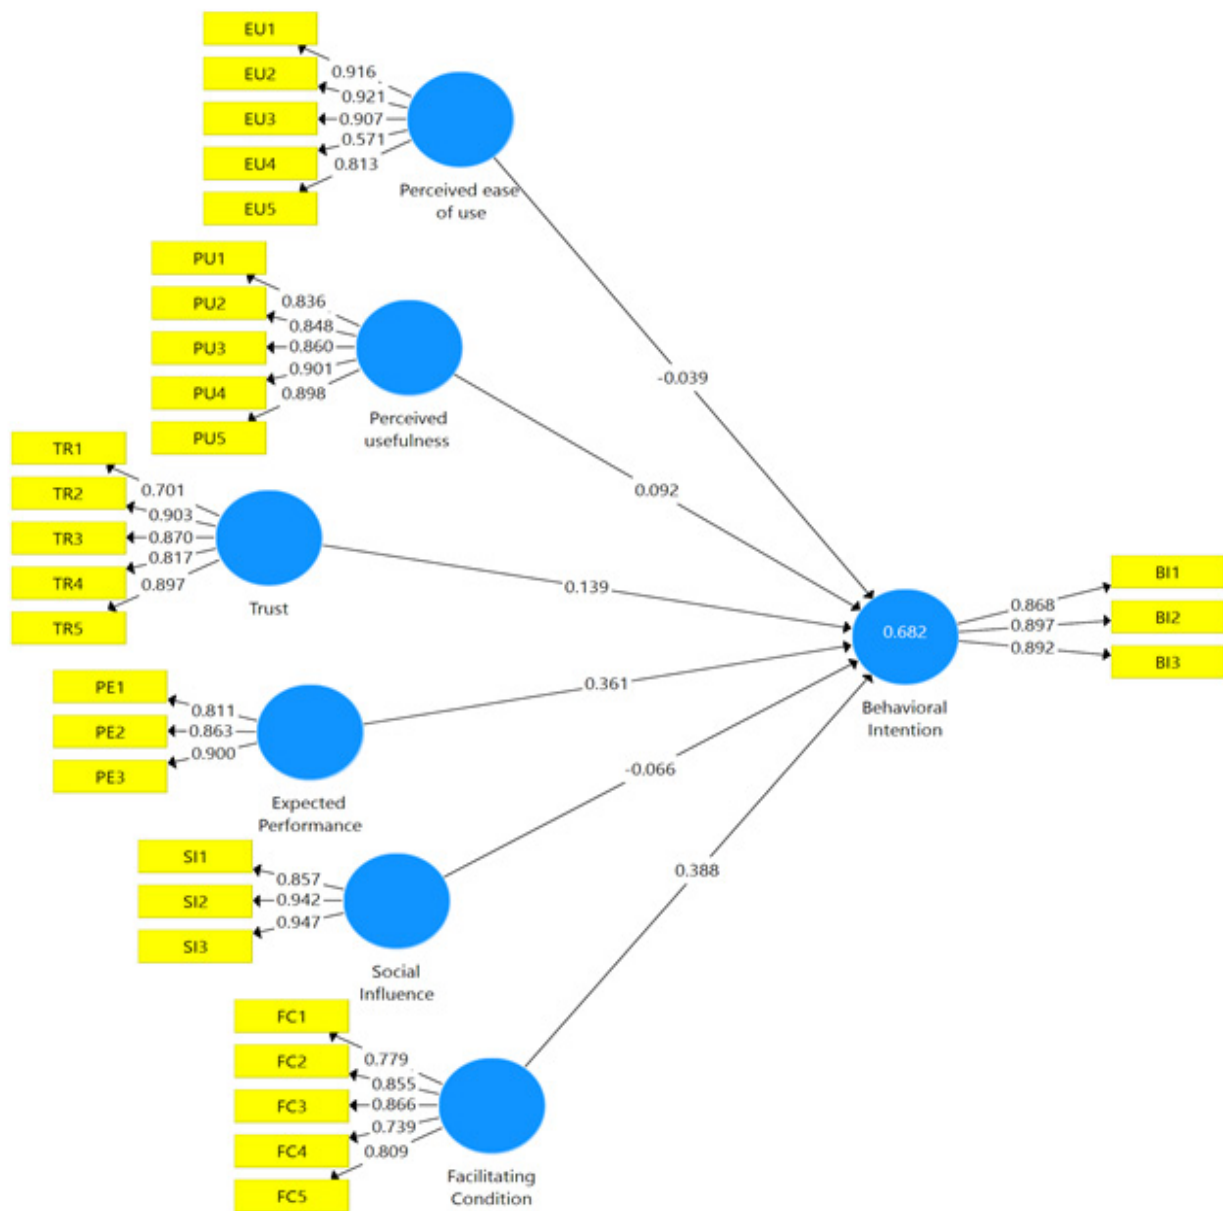 EU1
EU2
EU3
EU4
EU5
0.916
0.921
0.907
0.571
0.813
Perceived ease
of use
PU1
PU2
PU3
PU4
PU5
0.836
0.848
0.860
0.901
0.898
Perceived
usefulness
TR1
TR2
TR3
TR4
TR5
0.701
0.903
0.870
0.817
0.897
Trust
PE1
PE2
PE3
0.811
0.863
0.900
Expected
Performance
SI1
SI2
SI3
0.857
0.942
0.947
Social
Influence
FC1
FC2
FC3
FC4
FC5
0.779
0.855
0.866
0.739
0.809
Facilitating
Condition
-0.039
0.092
0.139
0.361
-0.066
0.388
0.682
Behavioral
Intention
0.868
0.897
0.892
BI1
BI2
BI3